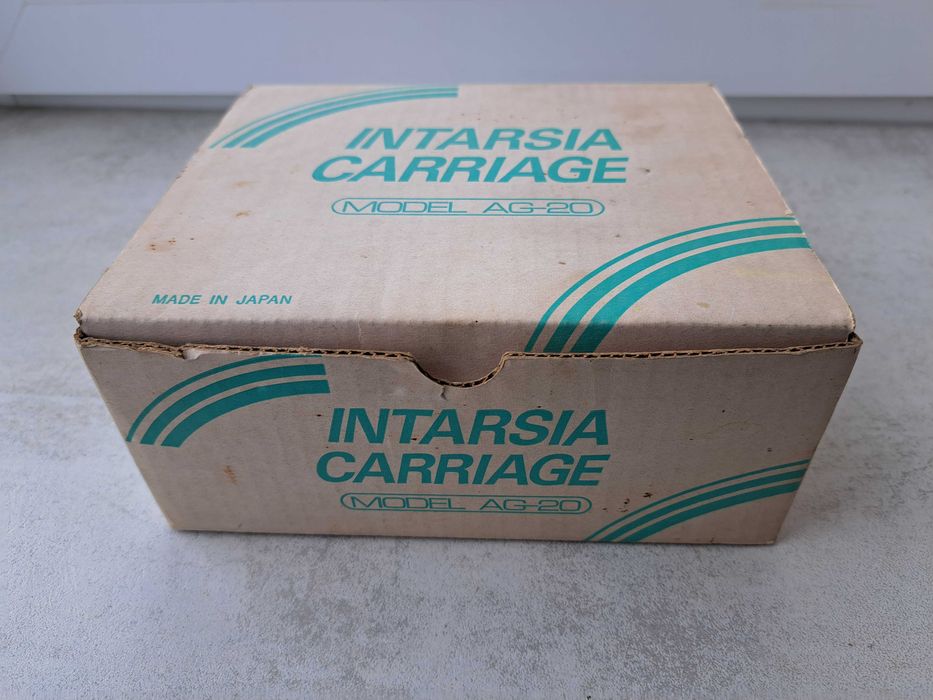 INTARSIA
CARRIAGE
MODEL AG-20
MADE IN JAPAN
INTARSIA
CARRIAGE
MODEL AG-20